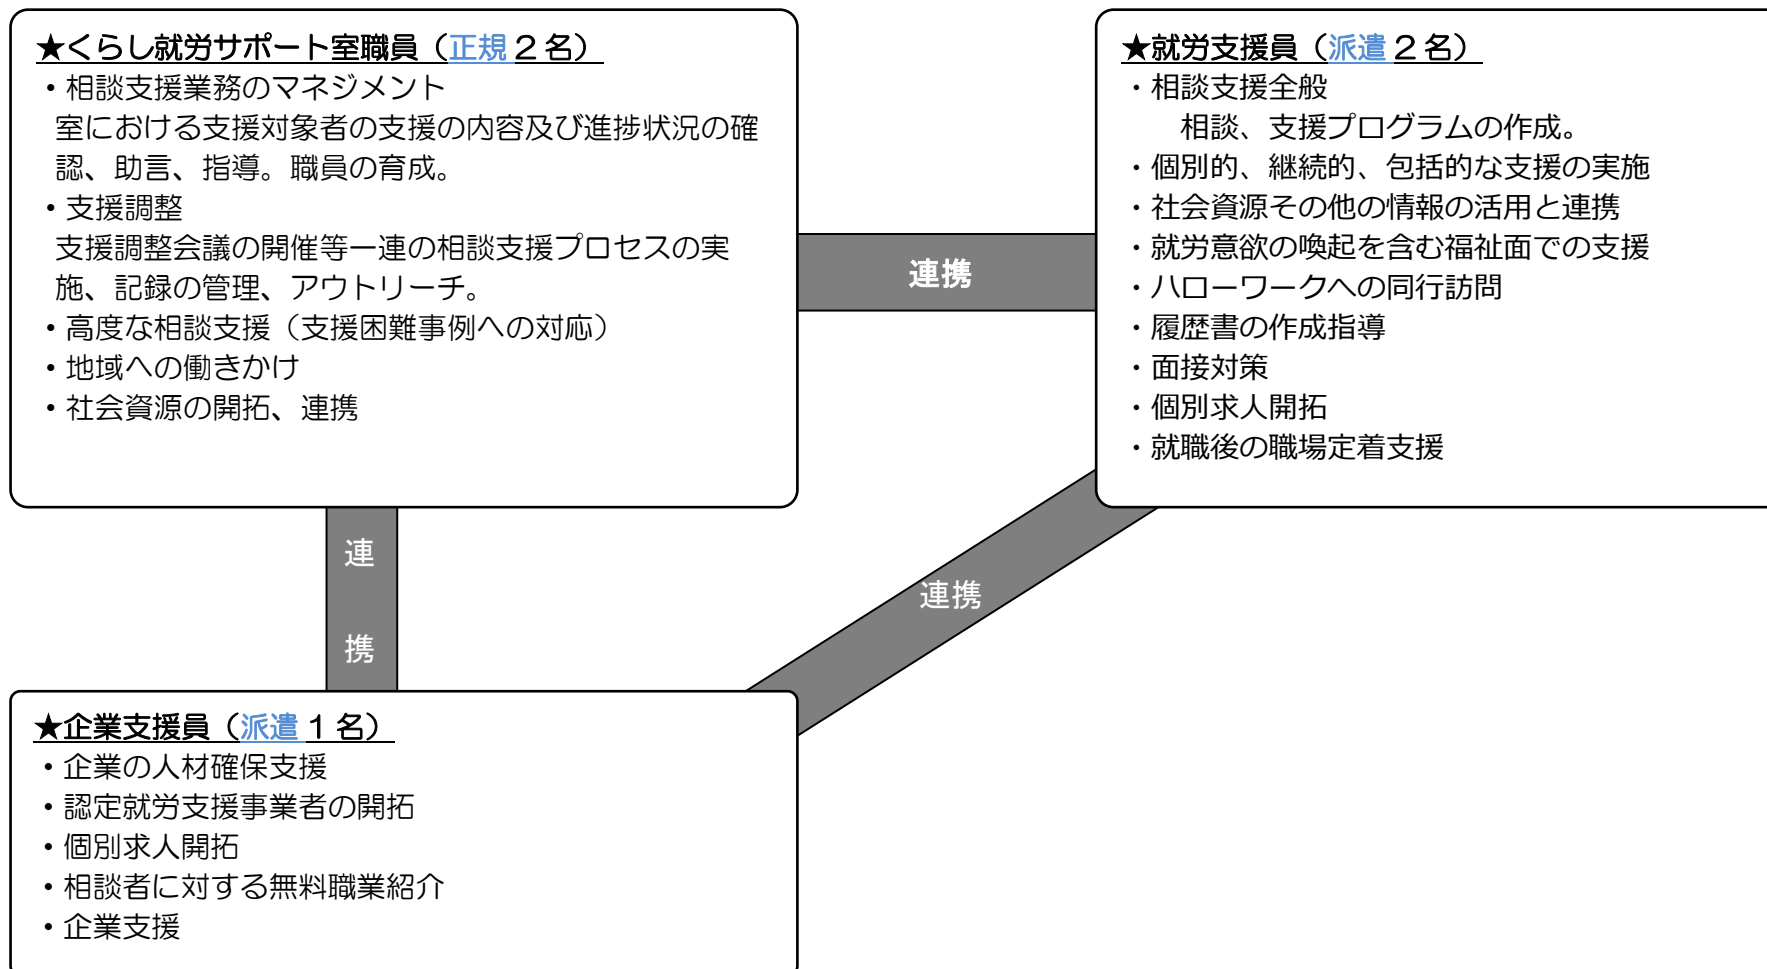 ★くらし就労サポート室職員（正規２名）
・相談支援業務のマネジメント
室における支援対象者の支援の内容及び進捗状況の確
認、助言、指導。職員の育成。
・支援調整
支援調整会議の開催等一連の相談支援プロセスの実
施、記録の管理、アウトリーチ。
・高度な相談支援（支援困難事例への対応）
・地域への働きかけ
・社会資源の開拓、連携
連携
★就労支援員（派遣２名）
・相談支援全般
相談、支援プログラムの作成。
・個別的、継続的、包括的な支援の実施
・社会資源その他の情報の活用と連携
・就労意欲の喚起を含む福祉面での支援
・ハローワークへの同行訪問
・履歴書の作成指導
・面接対策
・個別求人開拓
・就職後の職場定着支援
連
携
連携
★企業支援員（派遣１名）
・企業の人材確保支援
・認定就労支援事業者の開拓
・個別求人開拓
・相談者に対する無料職業紹介
・企業支援